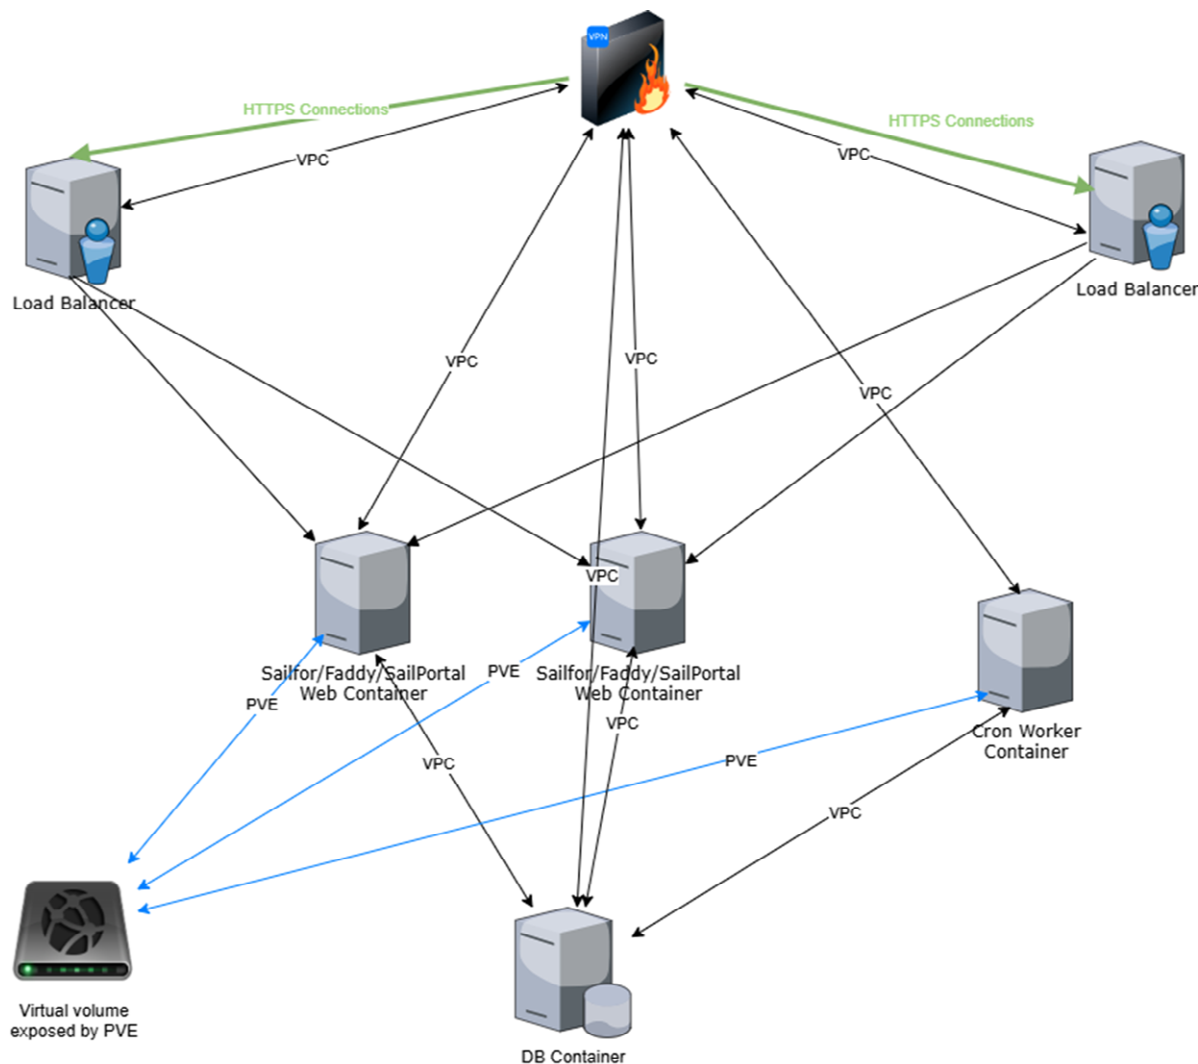 VPN
HTTPS Connections
HTTPS Connections
VPC
VPC
Load Balancer
Load Balancer
VPC
VPC
VPC
VPC
Sailfor/Faddy/SailPortal
Web Container
Sailfor/Faddy/SailPortal
Web Container
PVE
PVE
VPC
VPC
Cron Worker
Container
PVE
VPC
Virtual volume
exposed by PVE
DB Container